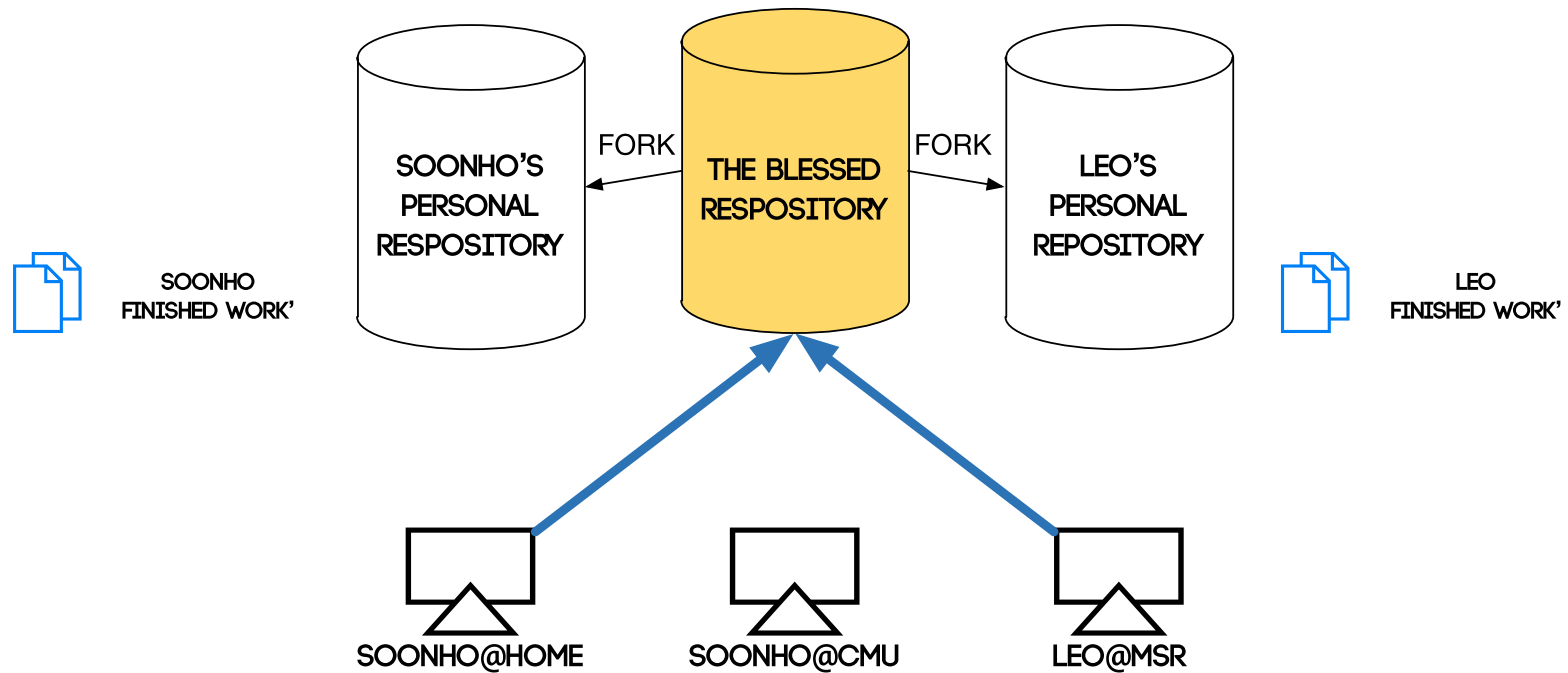 SOONHO'S
PERSONAL
RESPOSITORY
FORK
THE BLESSED
RESPOSITORY
FORK
LEO'S
PERSONAL
REPOSITORY
SOONHO
FINISHED WORK'
LEO
FINISHED WORK'
SOONHO@HOME
SOONHO@CMU
LEO@MSR